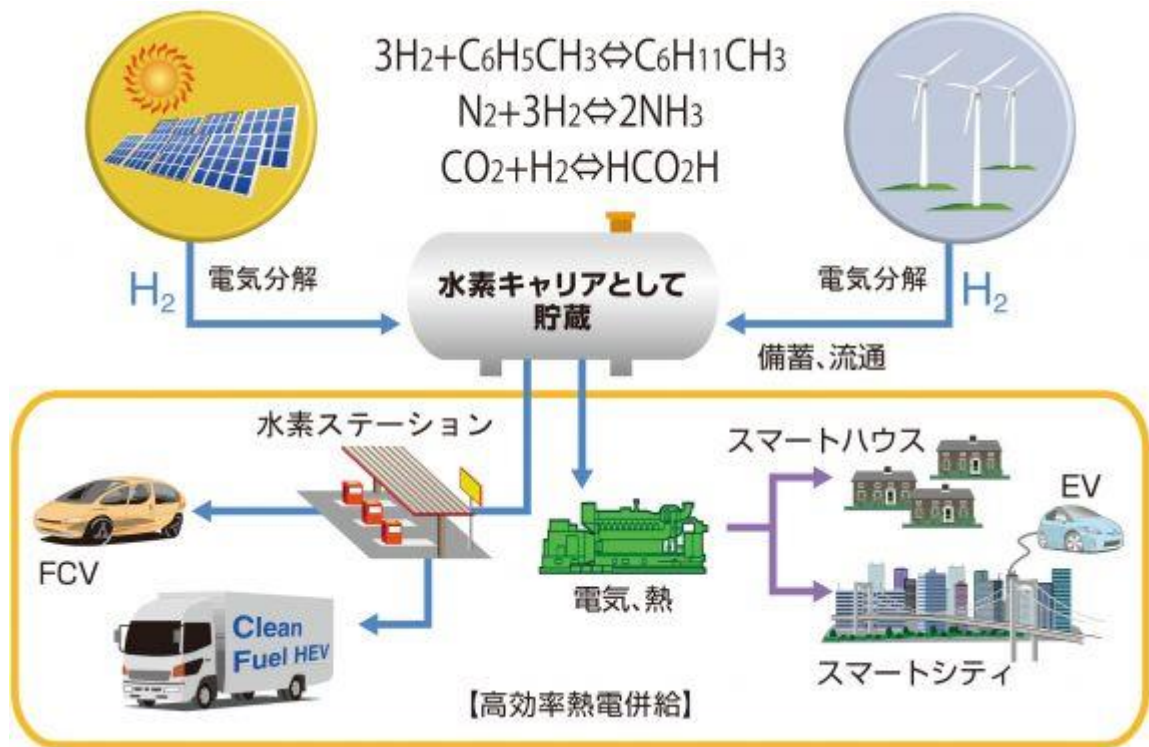 3H2+C6H5CH3⇔C6H11CH3
N2+3H2⇔2NH3
CO2+H2⇔HCO2H
H2
電気分解
水素キャリアとして
貯蔵
電気分解
H2
備蓄、流通
水素ステーション
スマートハウス
EV
FCV
電気、熱
Clean
Fuel HEV
スマートシティ
【高効率熱電併給】